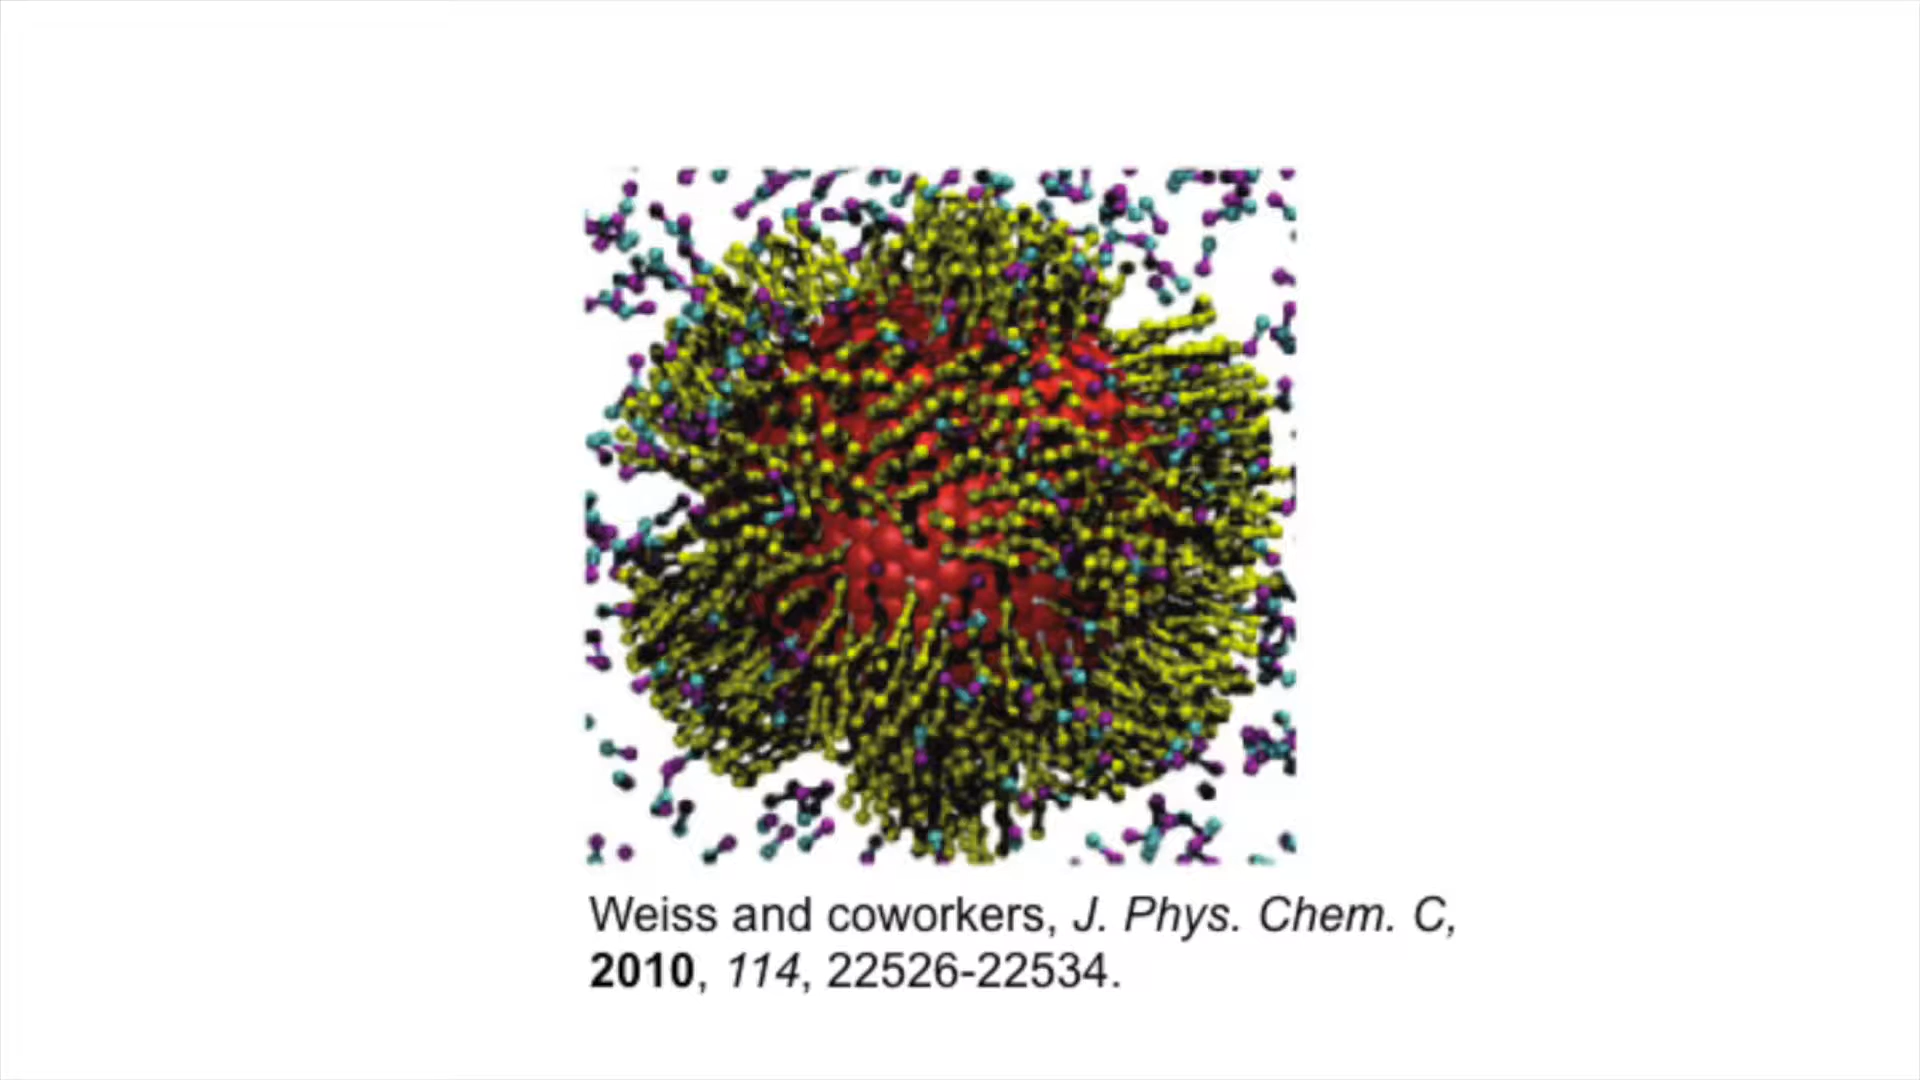 Weiss and coworkers, J. Phys. Chem. C,
2010, 114, 22526-22534.